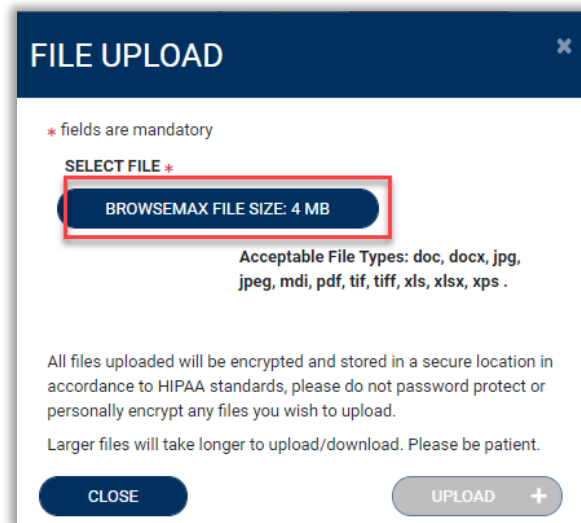 FILE UPLOAD ×
* fields are mandatory
SELECT FILE *
BROWSEMAX FILE SIZE: 4 MB
Acceptable File Types: doc, docx, jpg,
jpeg, mdi, pdf, tif, tiff, xls, xlsx, xps .
All files uploaded will be encrypted and stored in a secure location in
accordance to HIPAA standards, please do not password protect or
personally encrypt any files you wish to upload.
Larger files will take longer to upload/download. Please be patient.
CLOSE
UPLOAD +